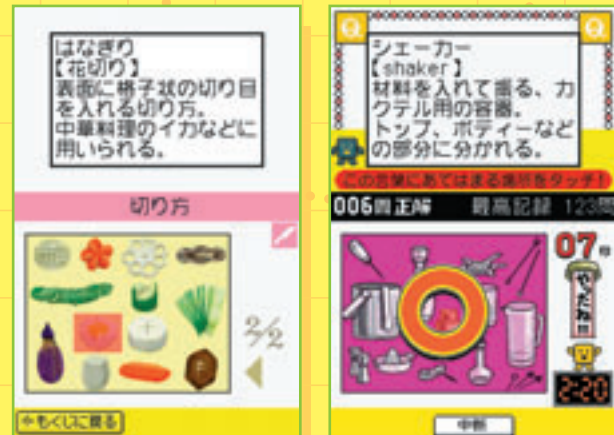 はなぎり
【花切り】
表面に格子状の切り目
を入れる切り方。
中華料理のイカなどに
用いられる。
切り方
2/2
もくじに戻る
Q
Q
シェーカー
【shaker】
材料を入れて振る、カ
クテル用の容器。
トップ、ボディーなど
の部分に分かれる。
この言葉にあてはまる場所をタッチ!
006問正解 最高記録 123問
07
やったね!!
2:20
中断